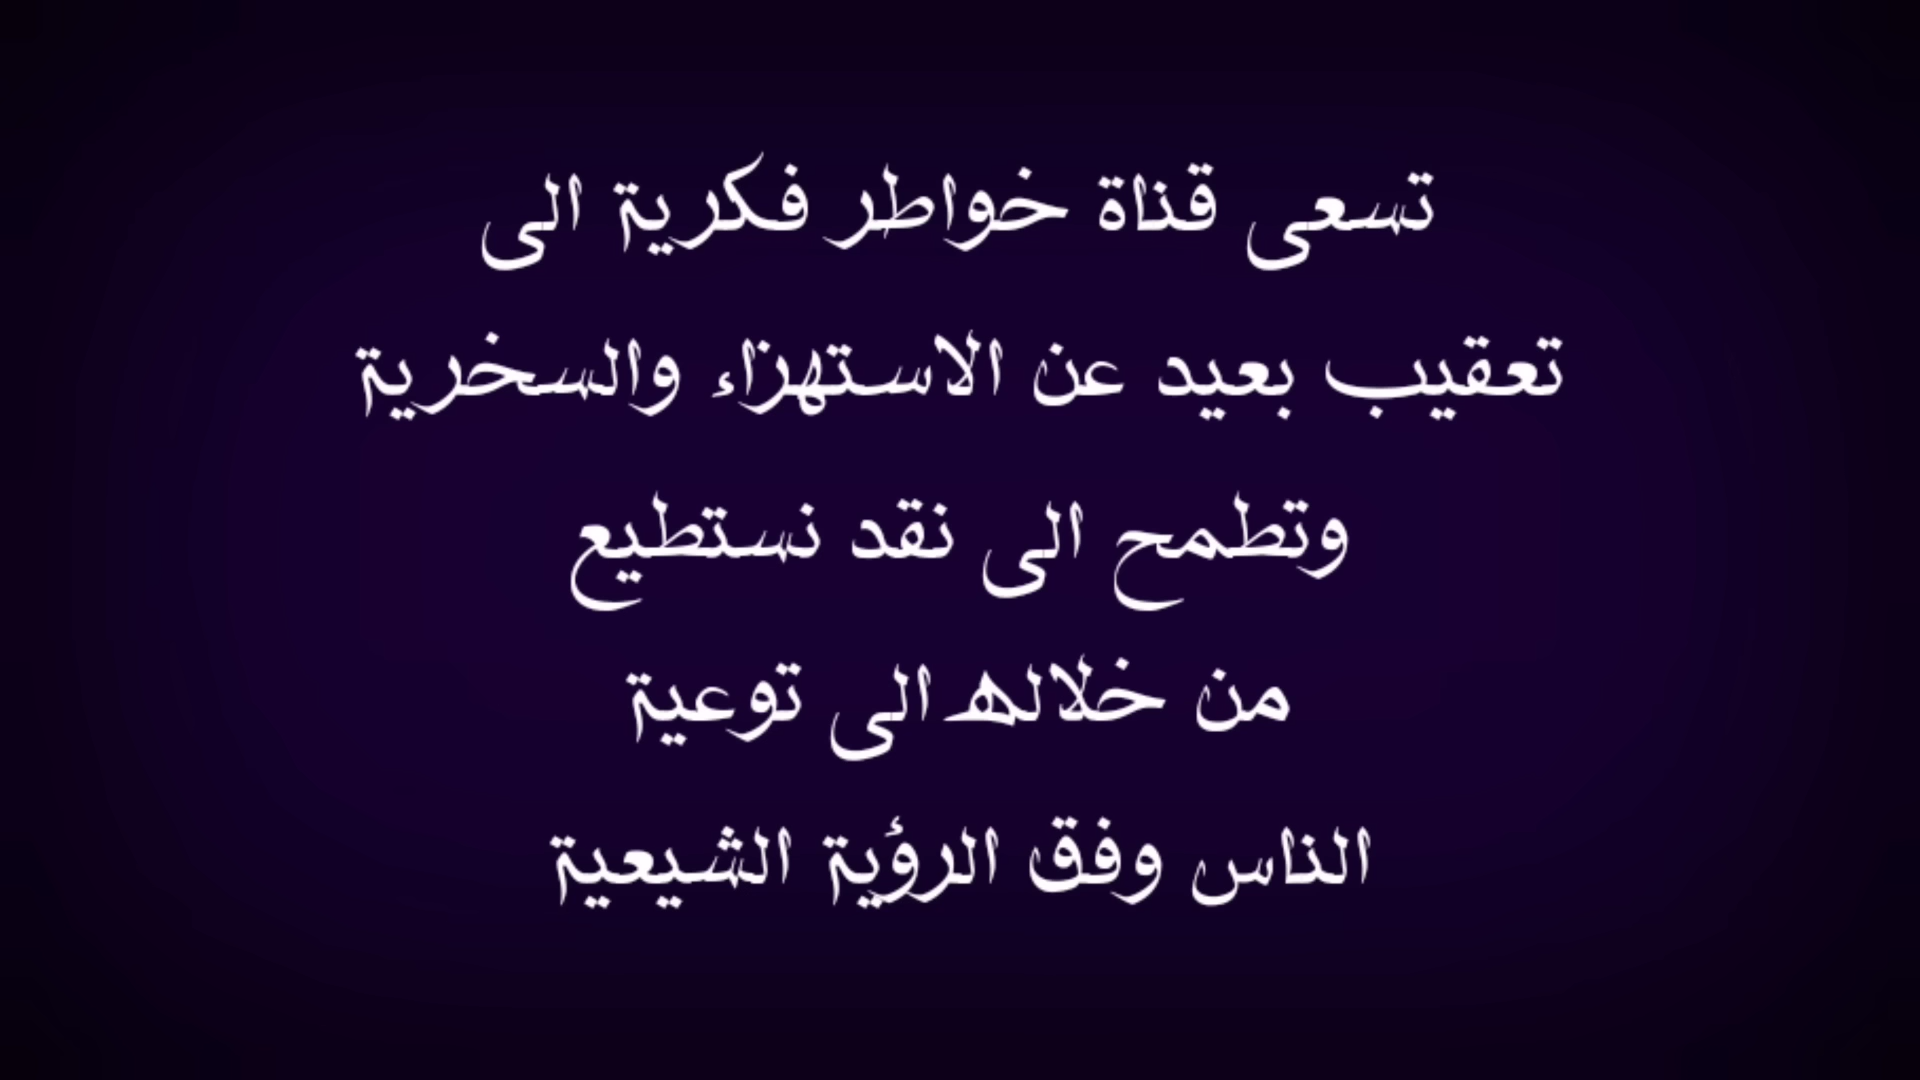 تسعى قناة خواطر فكرية الى
تعقيب بعيد عن الاستهزاء والسخرية
وتطمح الى نقد نستطيع
من خلاله الى توعية
الناس وفق الرؤية الشيعية